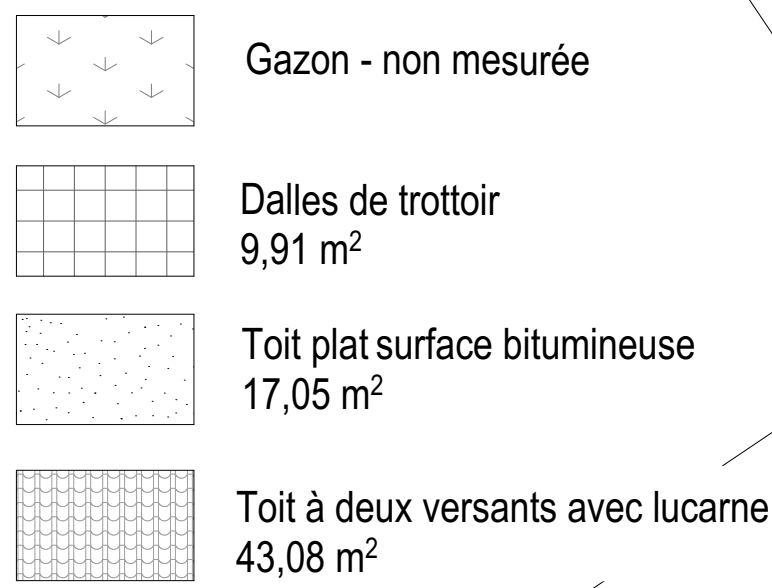 Gazon - non mesurée
Dalles de trottoir
9,91 m²
Toit plat surface bitumineuse
17,05 m²
Toit à deux versants avec lucarne
43,08 m²